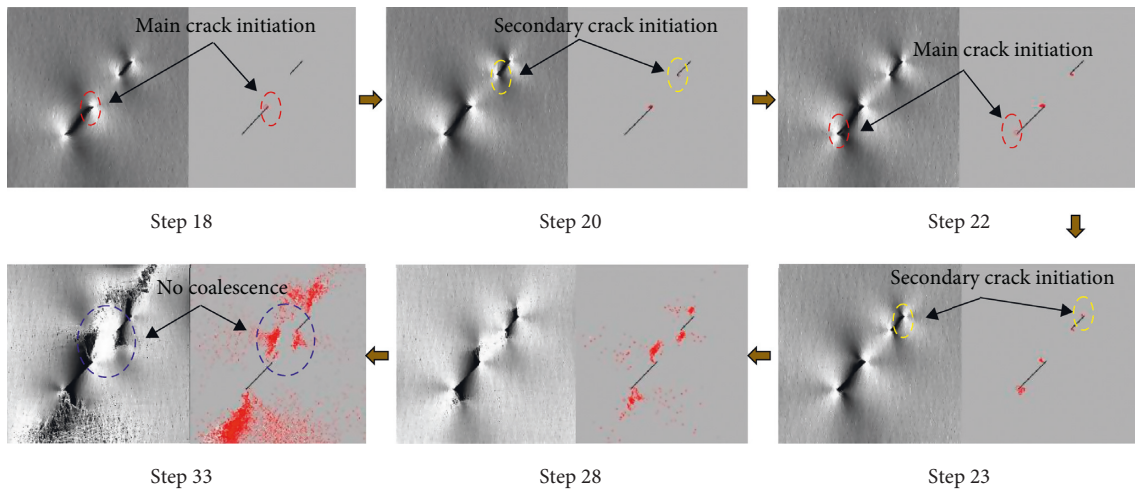 Main crack initiation
Step 18
Secondary crack initiation
Step 20
Main crack initiation
Step 22
Secondary crack initiation
Step 23
Step 28
No coalescence
Step 33